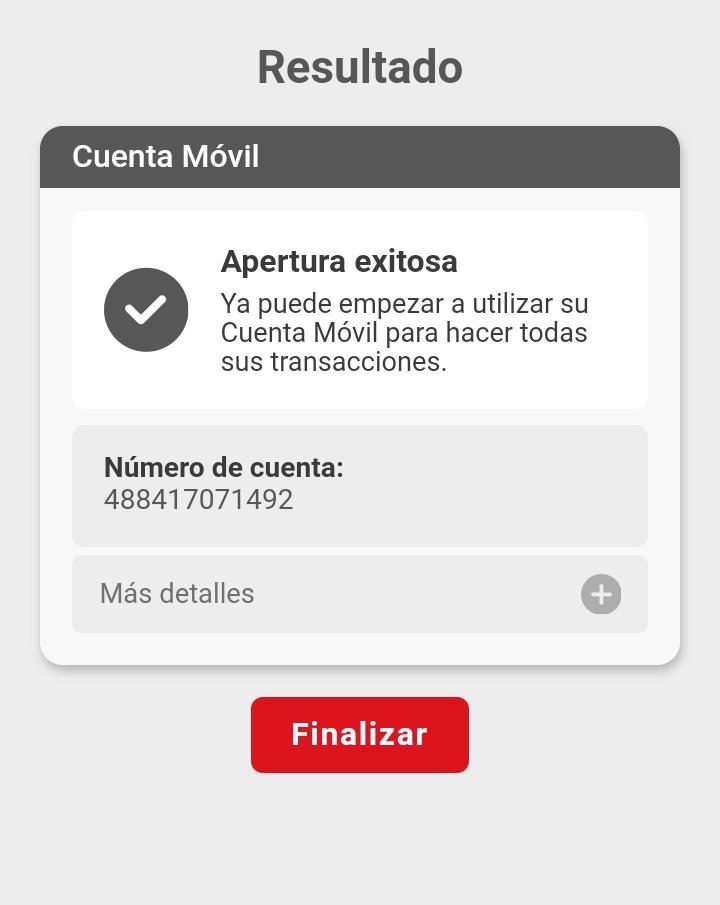 Resultado
Cuenta Móvil
Apertura exitosa
Ya puede empezar a utilizar su
Cuenta Móvil para hacer todas
sus transacciones.
Número de cuenta:
488417071492
Más detalles
Finalizar